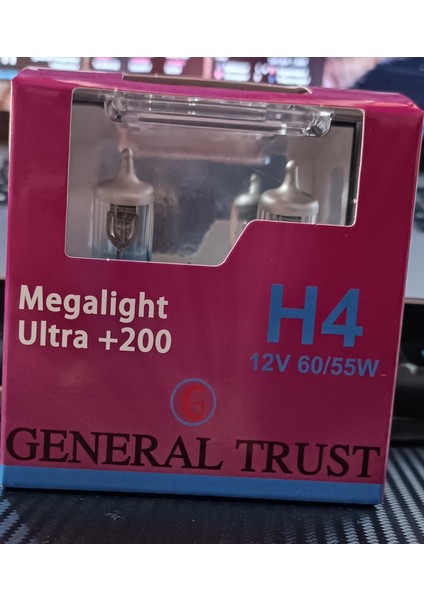 Megalight
Ultra +200
H4
12V 60/55W
G
GENERAL TRUST